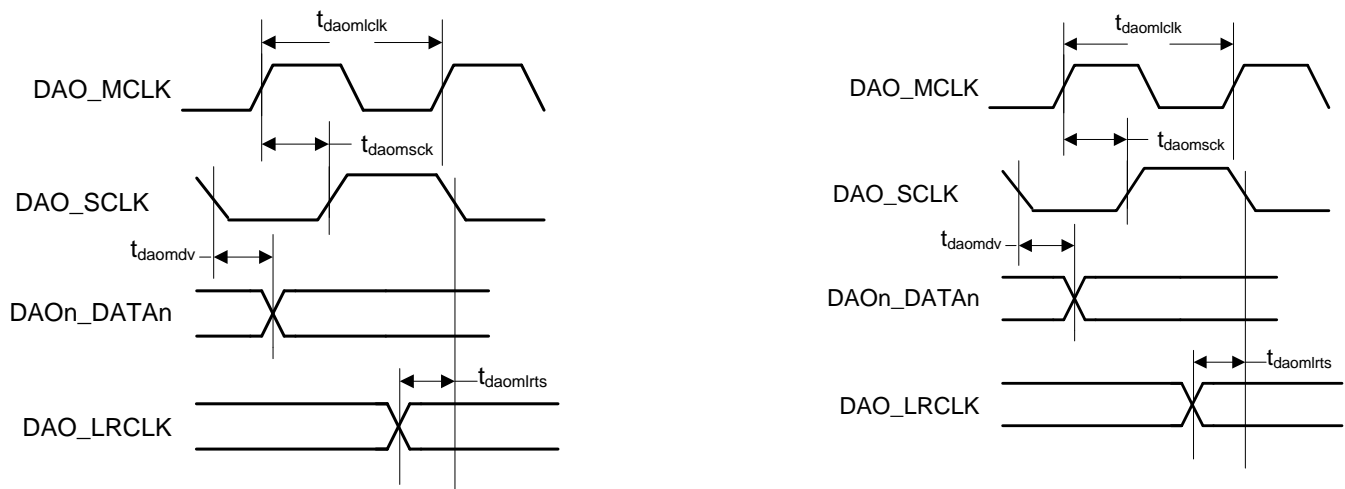 tdaomlclk
DAO_MCLK
tdaomsck
DAO_SCLK
tdaomdv
DAOn_DATAn
tdaomlrts
DAO_LRCLK
tdaomlclk
DAO_MCLK
tdaomsck
DAO_SCLK
tdaomdv
DAOn_DATAn
tdaomlrts
DAO_LRCLK